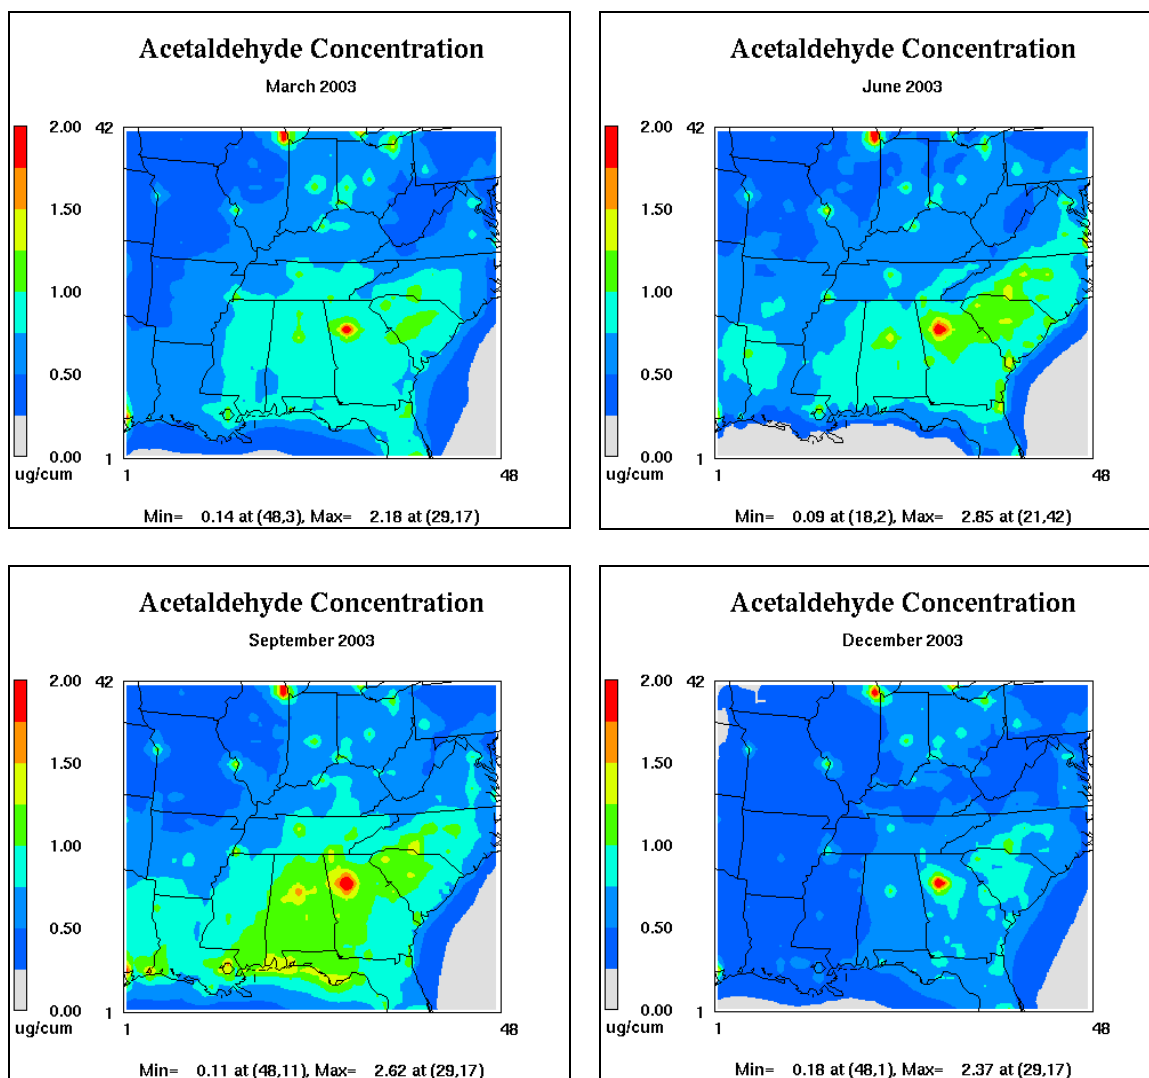 Acetaldehyde Concentration
March 2003
2.00
1.50
1.00
0.50
0.00
ug/cum
42
1
1
48
Min= 0.14 at (48,3), Max= 2.18 at (29,17)
Acetaldehyde Concentration
June 2003
2.00
1.50
1.00
0.50
0.00
ug/cum
42
1
1
48
Min= 0.09 at (18,2), Max= 2.85 at (21,42)
Acetaldehyde Concentration
September 2003
2.00
1.50
1.00
0.50
0.00
ug/cum
42
1
1
48
Min= 0.11 at (48,11), Max= 2.62 at (29,17)
Acetaldehyde Concentration
December 2003
2.00
1.50
1.00
0.50
0.00
ug/cum
42
1
1
48
Min= 0.18 at (48,1), Max= 2.37 at (29,17)